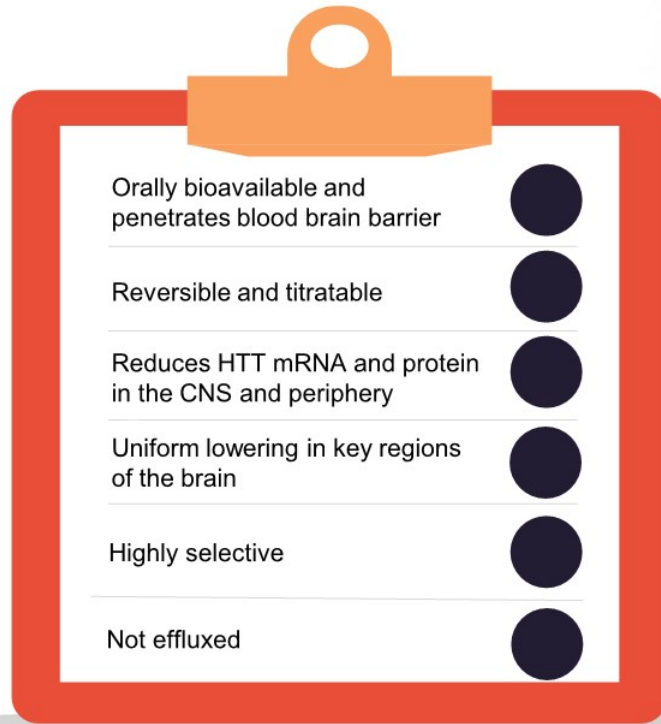 Orally bioavailable and
penetrates blood brain barrier
Reversible and titratable
Reduces HTT mRNA and protein
in the CNS and periphery
Uniform lowering in key regions
of the brain
Highly selective
Not effluxed